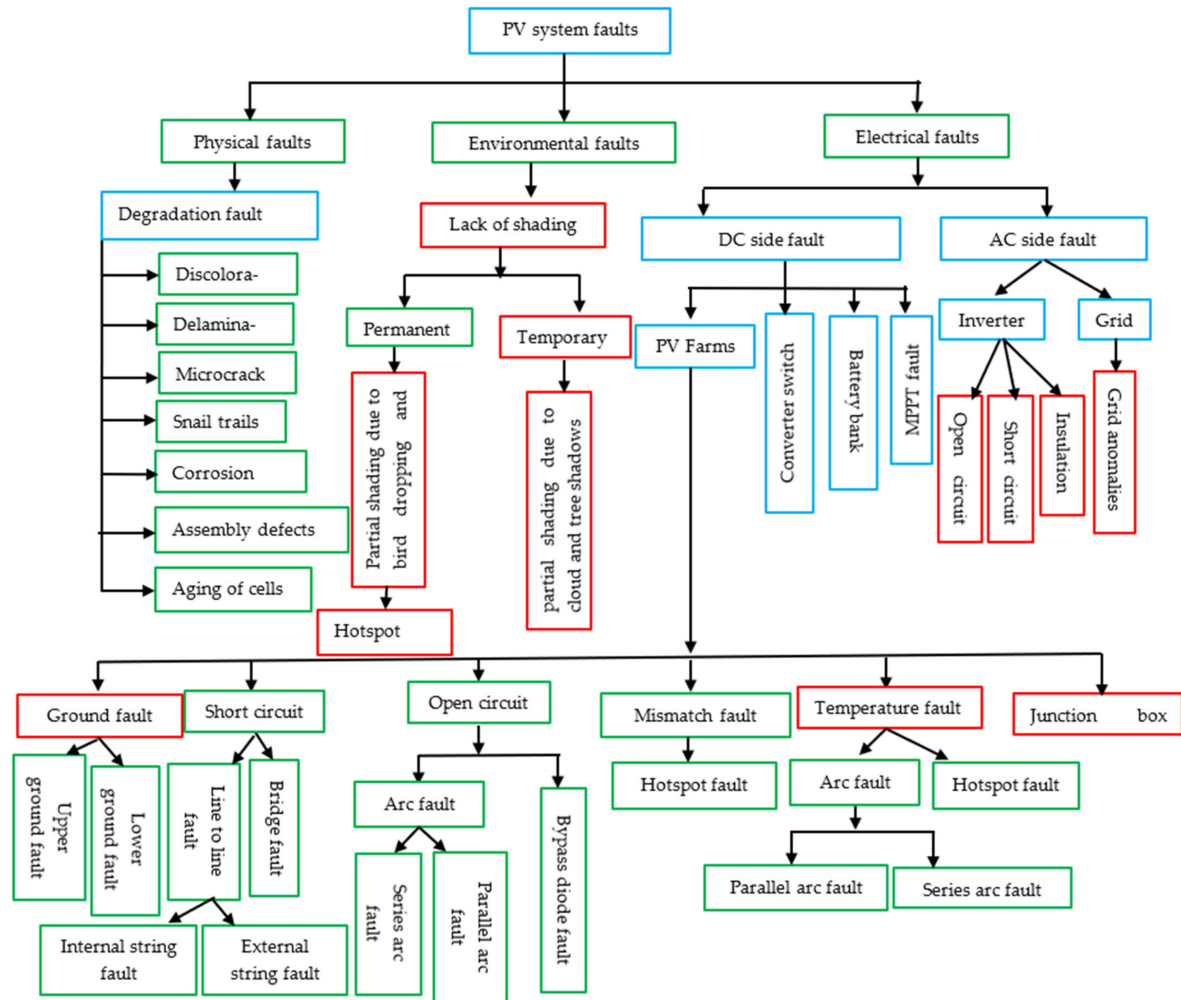 PV system faults
Physical faults
Environmental faults
Electrical faults
Degradation fault
Lack of shading
DC side fault
AC side fault
Discolora-
Delamina-
Microcrack
Snail trails
Corrosion
Assembly defects
Aging of cells
Permanent
Temporary
PV Farms
Converter switch
Battery bank
MPPT fault
Inverter
Grid
Partial shading due to
bird dropping and
partial shading due to
cloud and tree shadows
Open circuit
Short circuit
Insulation
Grid anomalies
Hotspot
Ground fault
Short circuit
Open circuit
Mismatch fault
Temperature fault
Junction box
Upper
ground fault
Lower
ground fault
Line to line
fault
Bridge fault
Arc fault
Bypass diode fault
Hotspot fault
Arc fault
Hotspot fault
Series arc
fault
Parallel arc
fault
Parallel arc fault
Series arc fault
Internal string
fault
External
string fault